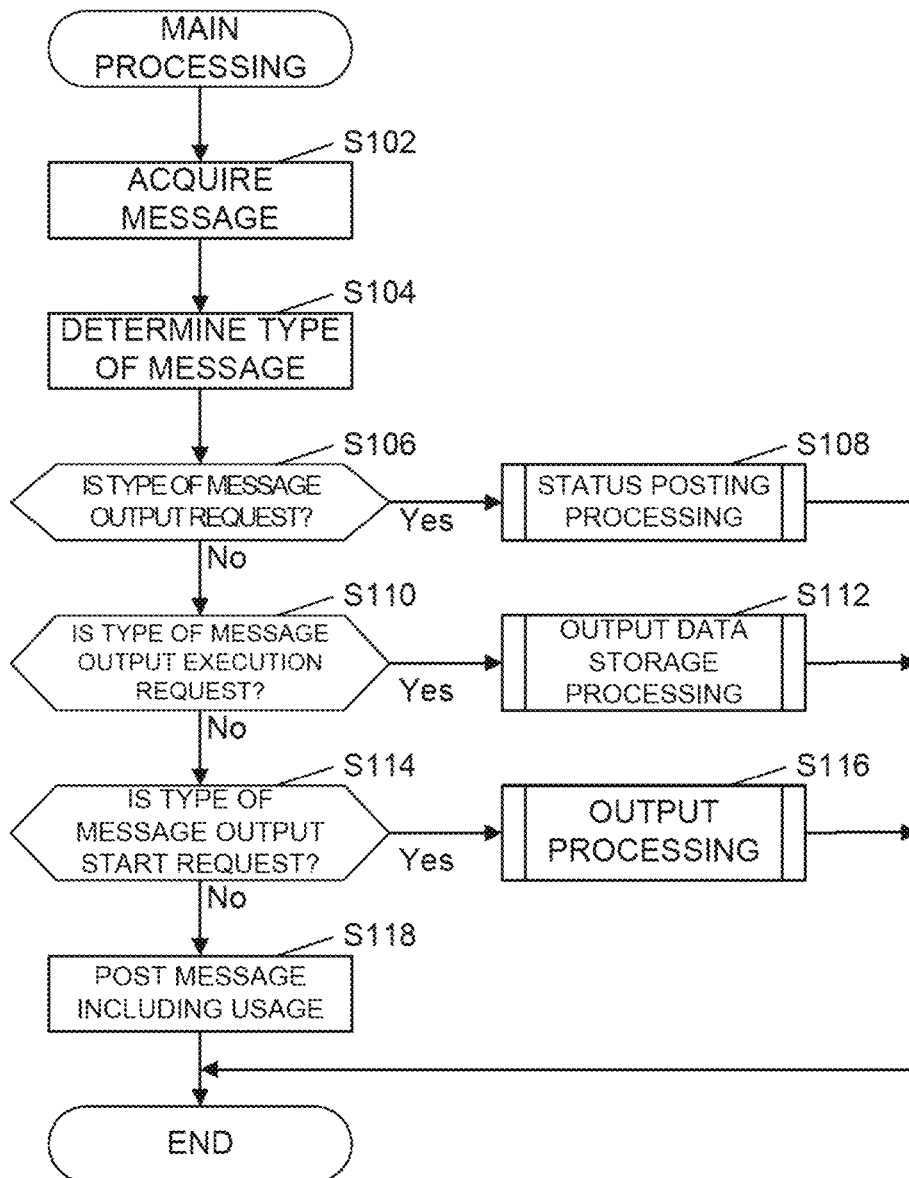 MAIN
PROCESSING
S102
ACQUIRE
MESSAGE
S104
DETERMINE TYPE
OF MESSAGE
S106
IS TYPE OF MESSAGE
OUTPUT REQUEST?
Yes
No
S108
STATUS POSTING
PROCESSING
S110
IS TYPE OF MESSAGE
OUTPUT EXECUTION
REQUEST?
Yes
No
S112
OUTPUT DATA
STORAGE
PROCESSING
S114
IS TYPE OF
MESSAGE OUTPUT
START REQUEST?
Yes
No
S116
OUTPUT
PROCESSING
S118
POST MESSAGE
INCLUDING USAGE
END